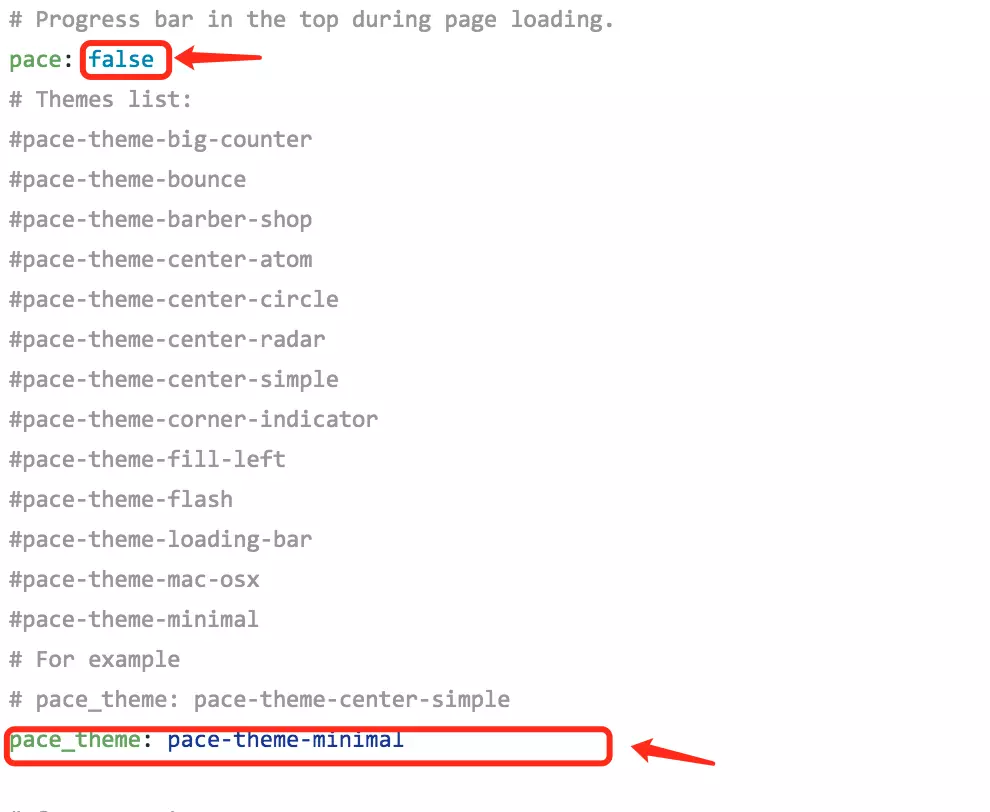 # Progress bar in the top during page loading.
pace: false
# Themes list:
#pace-theme-big-counter
#pace-theme-bounce
#pace-theme-barber-shop
#pace-theme-center-atom
#pace-theme-center-circle
#pace-theme-center-radar
#pace-theme-center-simple
#pace-theme-corner-indicator
#pace-theme-fill-left
#pace-theme-flash
#pace-theme-loading-bar
#pace-theme-mac-osx
#pace-theme-minimal
# For example
# pace_theme: pace-theme-center-simple
pace_theme: pace-theme-minimal